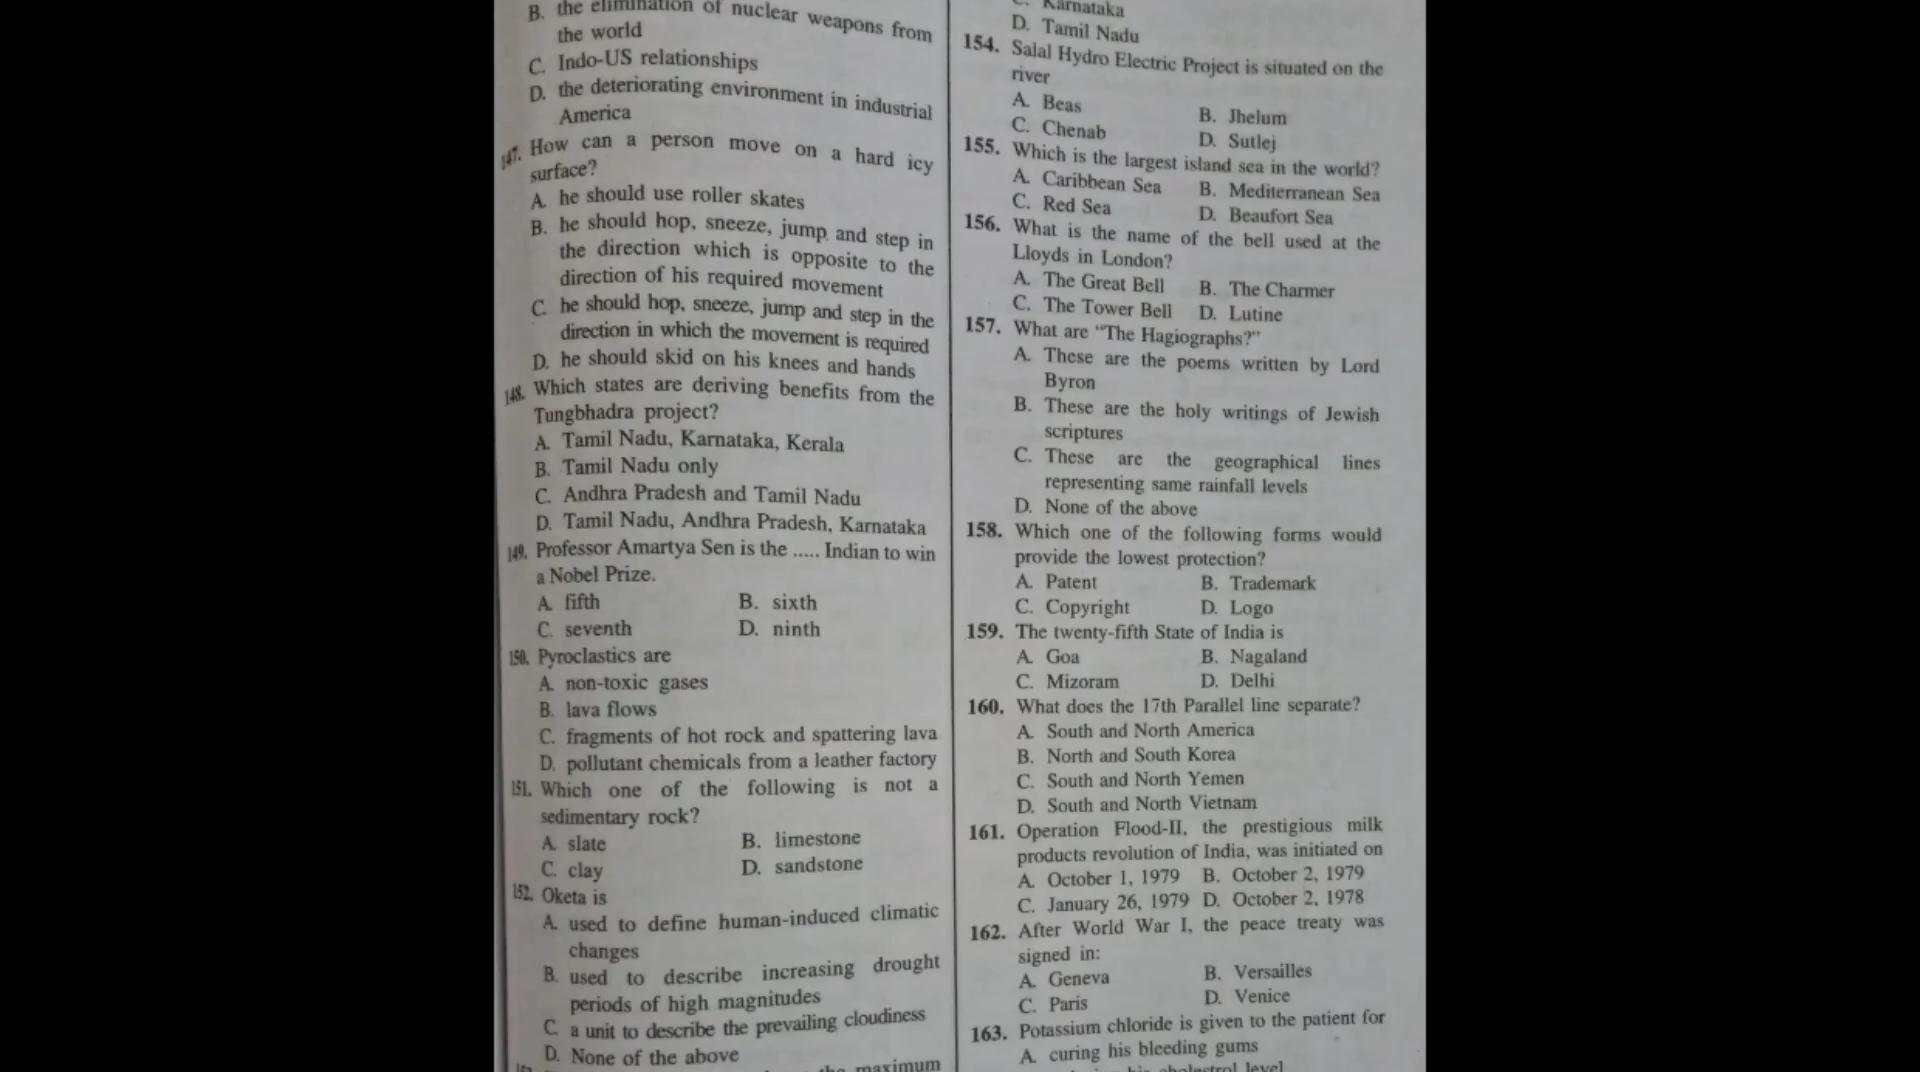 B. the elimination of nuclear weapons from
the world
C. Indo-US relationships
D. the deteriorating environment in industrial
America
147. How can a person move on a hard icy
surface?
A. he should use roller skates
B. he should hop, sneeze, jump and step in
the direction which is opposite to the
direction of his required movement
C. he should hop, sneeze, jump and step in the
direction in which the movement is required
D. he should skid on his knees and hands
148. Which states are deriving benefits from the
Tungbhadra project?
A. Tamil Nadu, Karnataka, Kerala
B. Tamil Nadu only
C. Andhra Pradesh and Tamil Nadu
D. Tamil Nadu, Andhra Pradesh, Karnataka
149. Professor Amartya Sen is the ..... Indian to win
a Nobel Prize.
A. fifth B. sixth
C. seventh D. ninth
150. Pyroclastics are
A. non-toxic gases
B. lava flows
C. fragments of hot rock and spattering lava
D. pollutant chemicals from a leather factory
151. Which one of the following is not a
sedimentary rock?
A. slate B. limestone
C. clay D. sandstone
152. Oketa is
A. used to define human-induced climatic
changes
B. used to describe increasing drought
periods of high magnitudes
C. a unit to describe the prevailing cloudiness
D. None of the above
the maximum
C. Karnataka
D. Tamil Nadu
154. Salal Hydro Electric Project is situated on the
river
A. Beas B. Jhelum
C. Chenab D. Sutlej
155. Which is the largest island sea in the world?
A. Caribbean Sea B. Mediterranean Sea
C. Red Sea D. Beaufort Sea
156. What is the name of the bell used at the
Lloyds in London?
A. The Great Bell B. The Charmer
C. The Tower Bell D. Lutine
157. What are "The Hagiographs?"
A. These are the poems written by Lord
Byron
B. These are the holy writings of Jewish
scriptures
C. These are the geographical lines
representing same rainfall levels
D. None of the above
158. Which one of the following forms would
provide the lowest protection?
A. Patent B. Trademark
C. Copyright D. Logo
159. The twenty-fifth State of India is
A. Goa B. Nagaland
C. Mizoram D. Delhi
160. What does the 17th Parallel line separate?
A. South and North America
B. North and South Korea
C. South and North Yemen
D. South and North Vietnam
161. Operation Flood-II, the prestigious milk
products revolution of India, was initiated on
A. October 1, 1979 B. October 2, 1979
C. January 26, 1979 D. October 2, 1978
162. After World War I, the peace treaty was
signed in:
A. Geneva B. Versailles
C. Paris D. Venice
163. Potassium chloride is given to the patient for
A. curing his bleeding gums
his cholestrol level